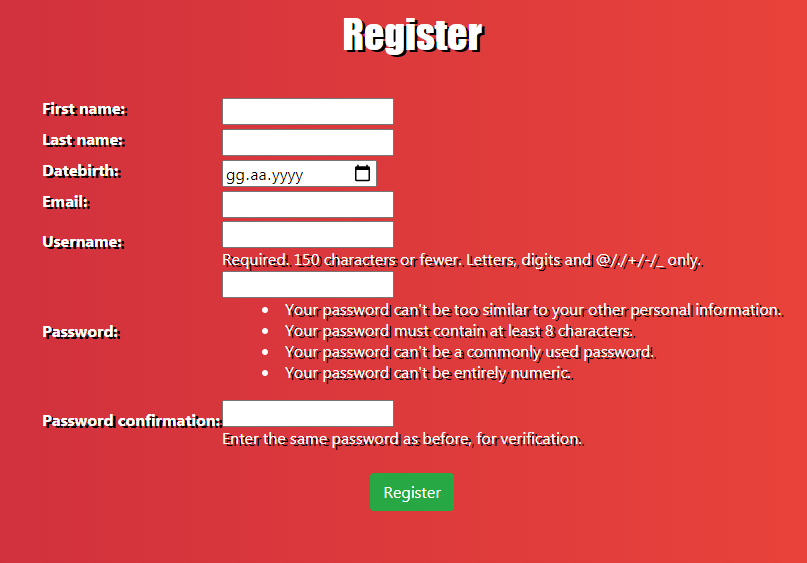 Register
First name:
Last name:
Datebirth:
gg.aa.yyyy
Email:
Username:
Required. 150 characters or fewer. Letters, digits and @/./+/-/_ only.
Password:
• Your password can't be too similar to your other personal information.
• Your password must contain at least 8 characters.
• Your password can't be a commonly used password.
• Your password can't be entirely numeric.
Password confirmation:
Enter the same password as before, for verification.
Register